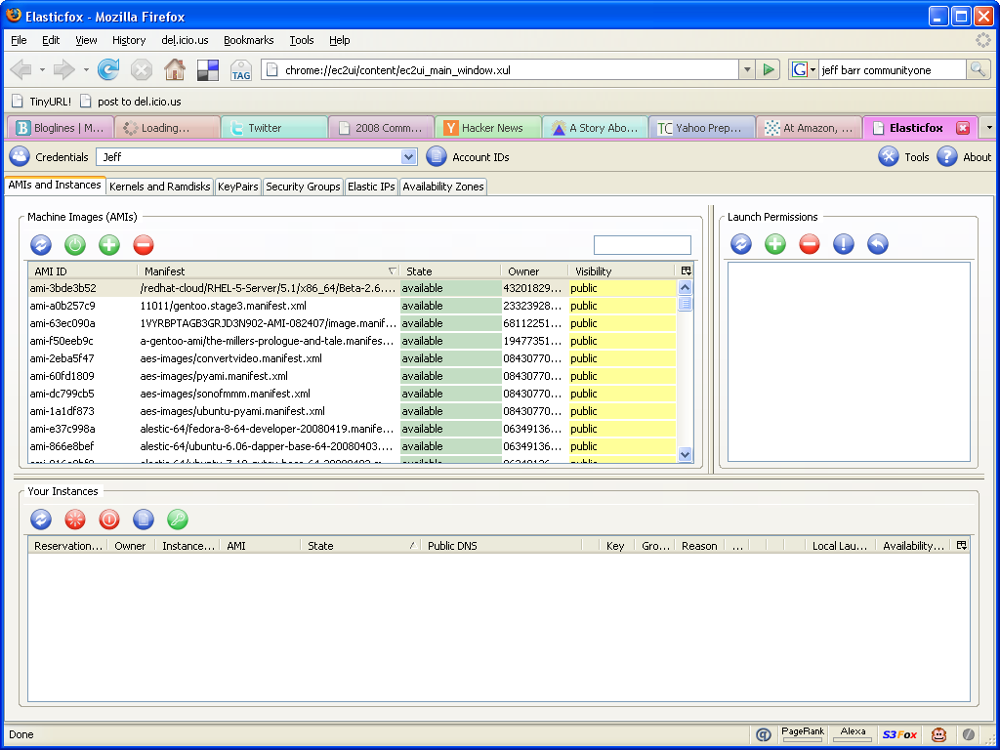 Elasticfox - Mozilla Firefox
File Edit View History del.icio.us Bookmarks Tools Help
TAG chrome://ec2ui/content/ec2ui_main_window.xul G jeff barr communityone
TinyURL! post to del.icio.us
B Bloglines | M... Loading... Twitter 2008 Comm... Y Hacker News A Story Abo... TC Yahoo Prep... At Amazon, ... Elasticfox
Credentials Jeff Account IDs Tools About
AMIs and Instances Kernels and Ramdisks KeyPairs Security Groups Elastic IPs Availability Zones
Machine Images (AMIs) Launch Permissions
AMI ID Manifest State Owner Visibility
ami-3bde3b52 /redhat-cloud/RHEL-5-Server/5.1/x86_64/Beta-2.6.... available 43201829... public
ami-a0b257c9 11011/gentoo.stage3.manifest.xml available 23323928... public
ami-63ec090a 1VYRBPTAGB3GRJD3N902-AMI-082407/image.manif... available 68112251... public
ami-f50eeb9c a-gentoo-ami/the-millers-prologue-and-tale.manifes... available 19477351... public
ami-2eba5f47 aes-images/convertvideo.manifest.xml available 08430770... public
ami-60fd1809 aes-images/pyami.manifest.xml available 08430770... public
ami-dc799cb5 aes-images/sonofmmm.manifest.xml available 08430770... public
ami-1a1df873 aes-images/ubuntu-pyami.manifest.xml available 08430770... public
ami-e37c998a alestic-64/fedora-8-64-developer-20080419.manife... available 06349136... public
ami-866e8bef alestic-64/ubuntu-6.06-dapper-base-64-20080403.... available 06349136... public
Your Instances
Reservation... Owner Instance... AMI State Public DNS Key Gro... Reason ... Local Lau... Availability...
Done PageRank Alexa S3Fox